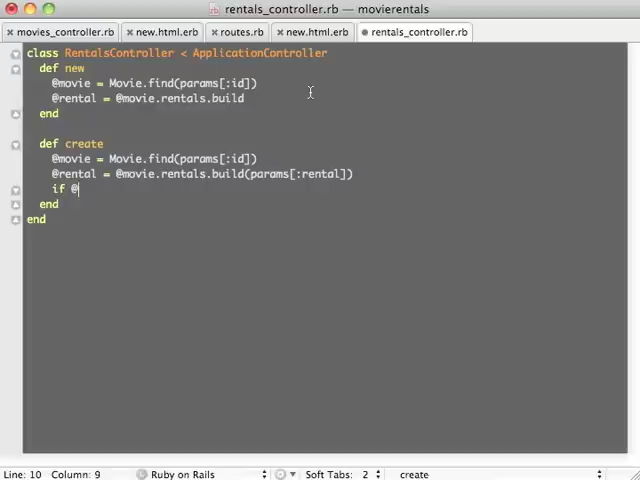 rentals_controller.rb — movierentals
movies_controller.rb new.html.erb routes.rb new.html.erb rentals_controller.rb
class RentalsController < ApplicationController
def new
@movie = Movie.find(params[:id])
@rental = @movie.rentals.build
end
def create
@movie = Movie.find(params[:id])
@rental = @movie.rentals.build(params[:rental])
if @
end
end
Line: 10 Column: 9 Ruby on Rails Soft Tabs: 2 create